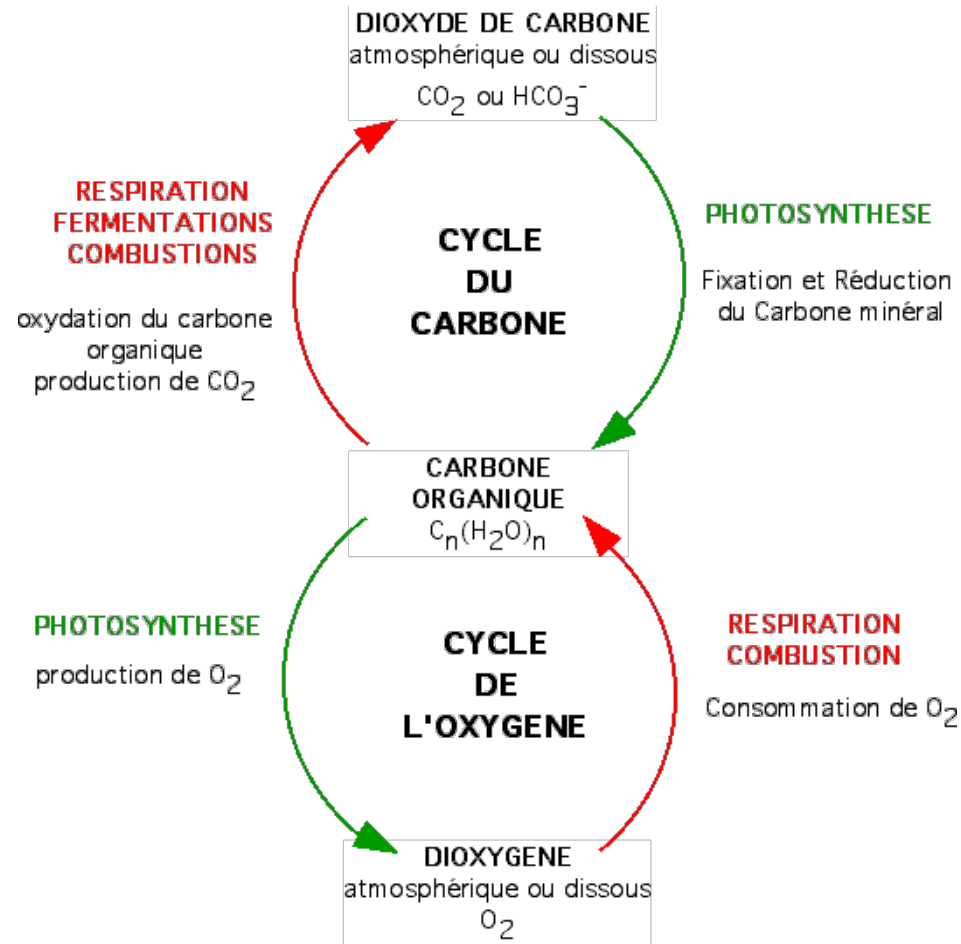 DIOXYDE DE CARBONE
atmosphérique ou dissous
CO₂ ou HCO₃⁻
RESPIRATION
FERMENTATIONS
COMBUSTIONS
oxydation du carbone
organique
production de CO₂
CYCLE
DU
CARBONE
PHOTOSYNTHESE
Fixation et Réduction
du Carbone minéral
CARBONE
ORGANIQUE
Cₙ(H₂O)ₙ
PHOTOSYNTHESE
production de O₂
CYCLE
DE
L'OXYGENE
RESPIRATION
COMBUSTION
Consommation de O₂
DIOXYGENE
atmosphérique ou dissous
O₂